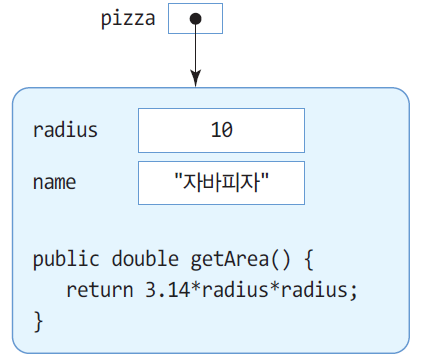 pizza
radius 10
name "자바피자"
public double getArea() {
return 3.14*radius*radius;
}